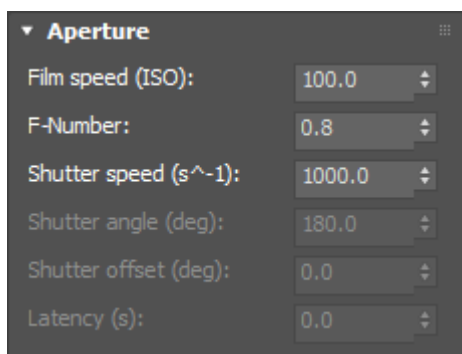 Aperture
Film speed (ISO): 100.0
F-Number: 0.8
Shutter speed (s^-1): 1000.0
Shutter angle (deg): 180.0
Shutter offset (deg): 0.0
Latency (s): 0.0